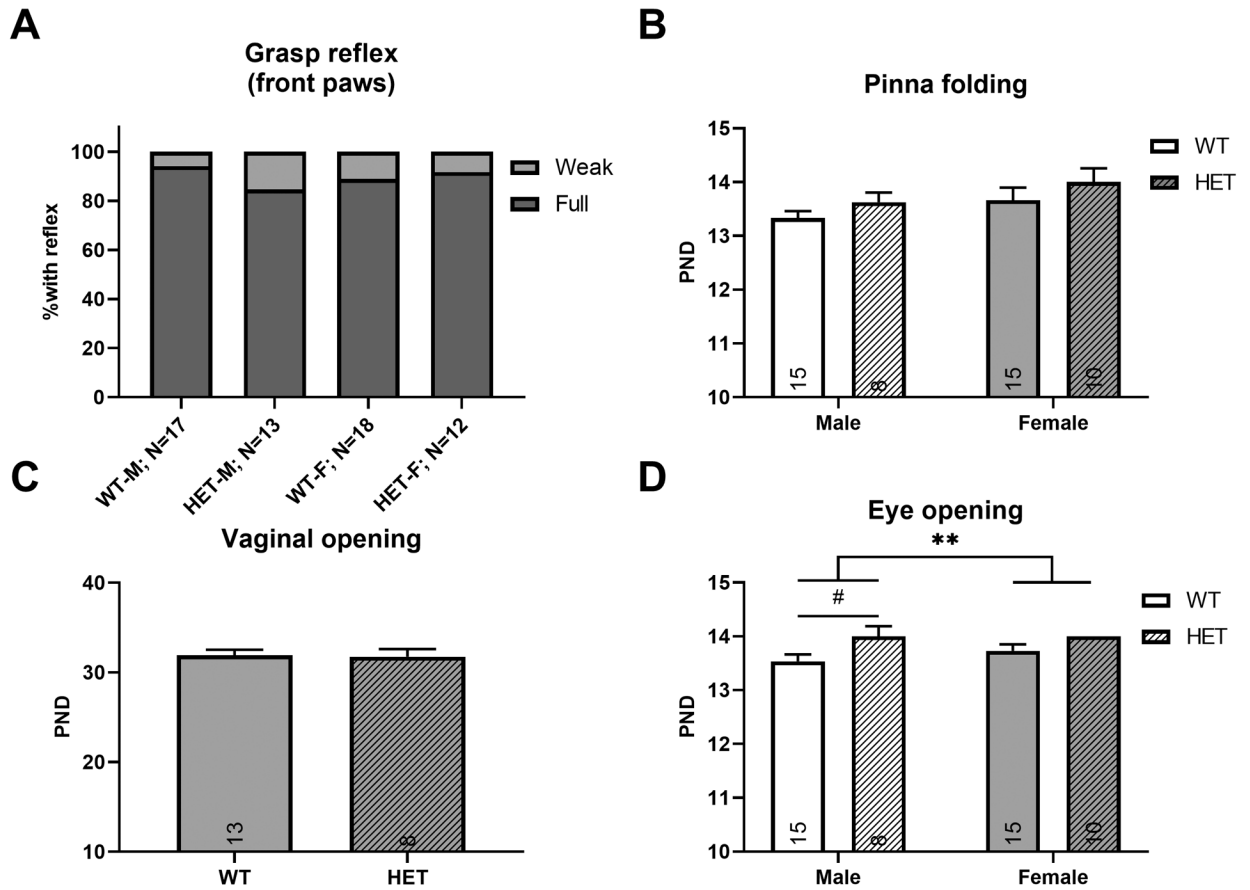 A
Grasp reflex
(front paws)
%with reflex
100
80
60
40
20
0
WT-M; N=17
HET-M; N=13
WT-F; N=18
HET-F; N=12
Weak
Full
B
Pinna folding
PND
15
14
13
12
11
10
15
8
15
10
Male
Female
WT
HET
C
Vaginal opening
PND
40
30
20
10
13
8
WT
HET
D
Eye opening
**
#
PND
15
14
13
12
11
10
15
8
15
10
Male
Female
WT
HET